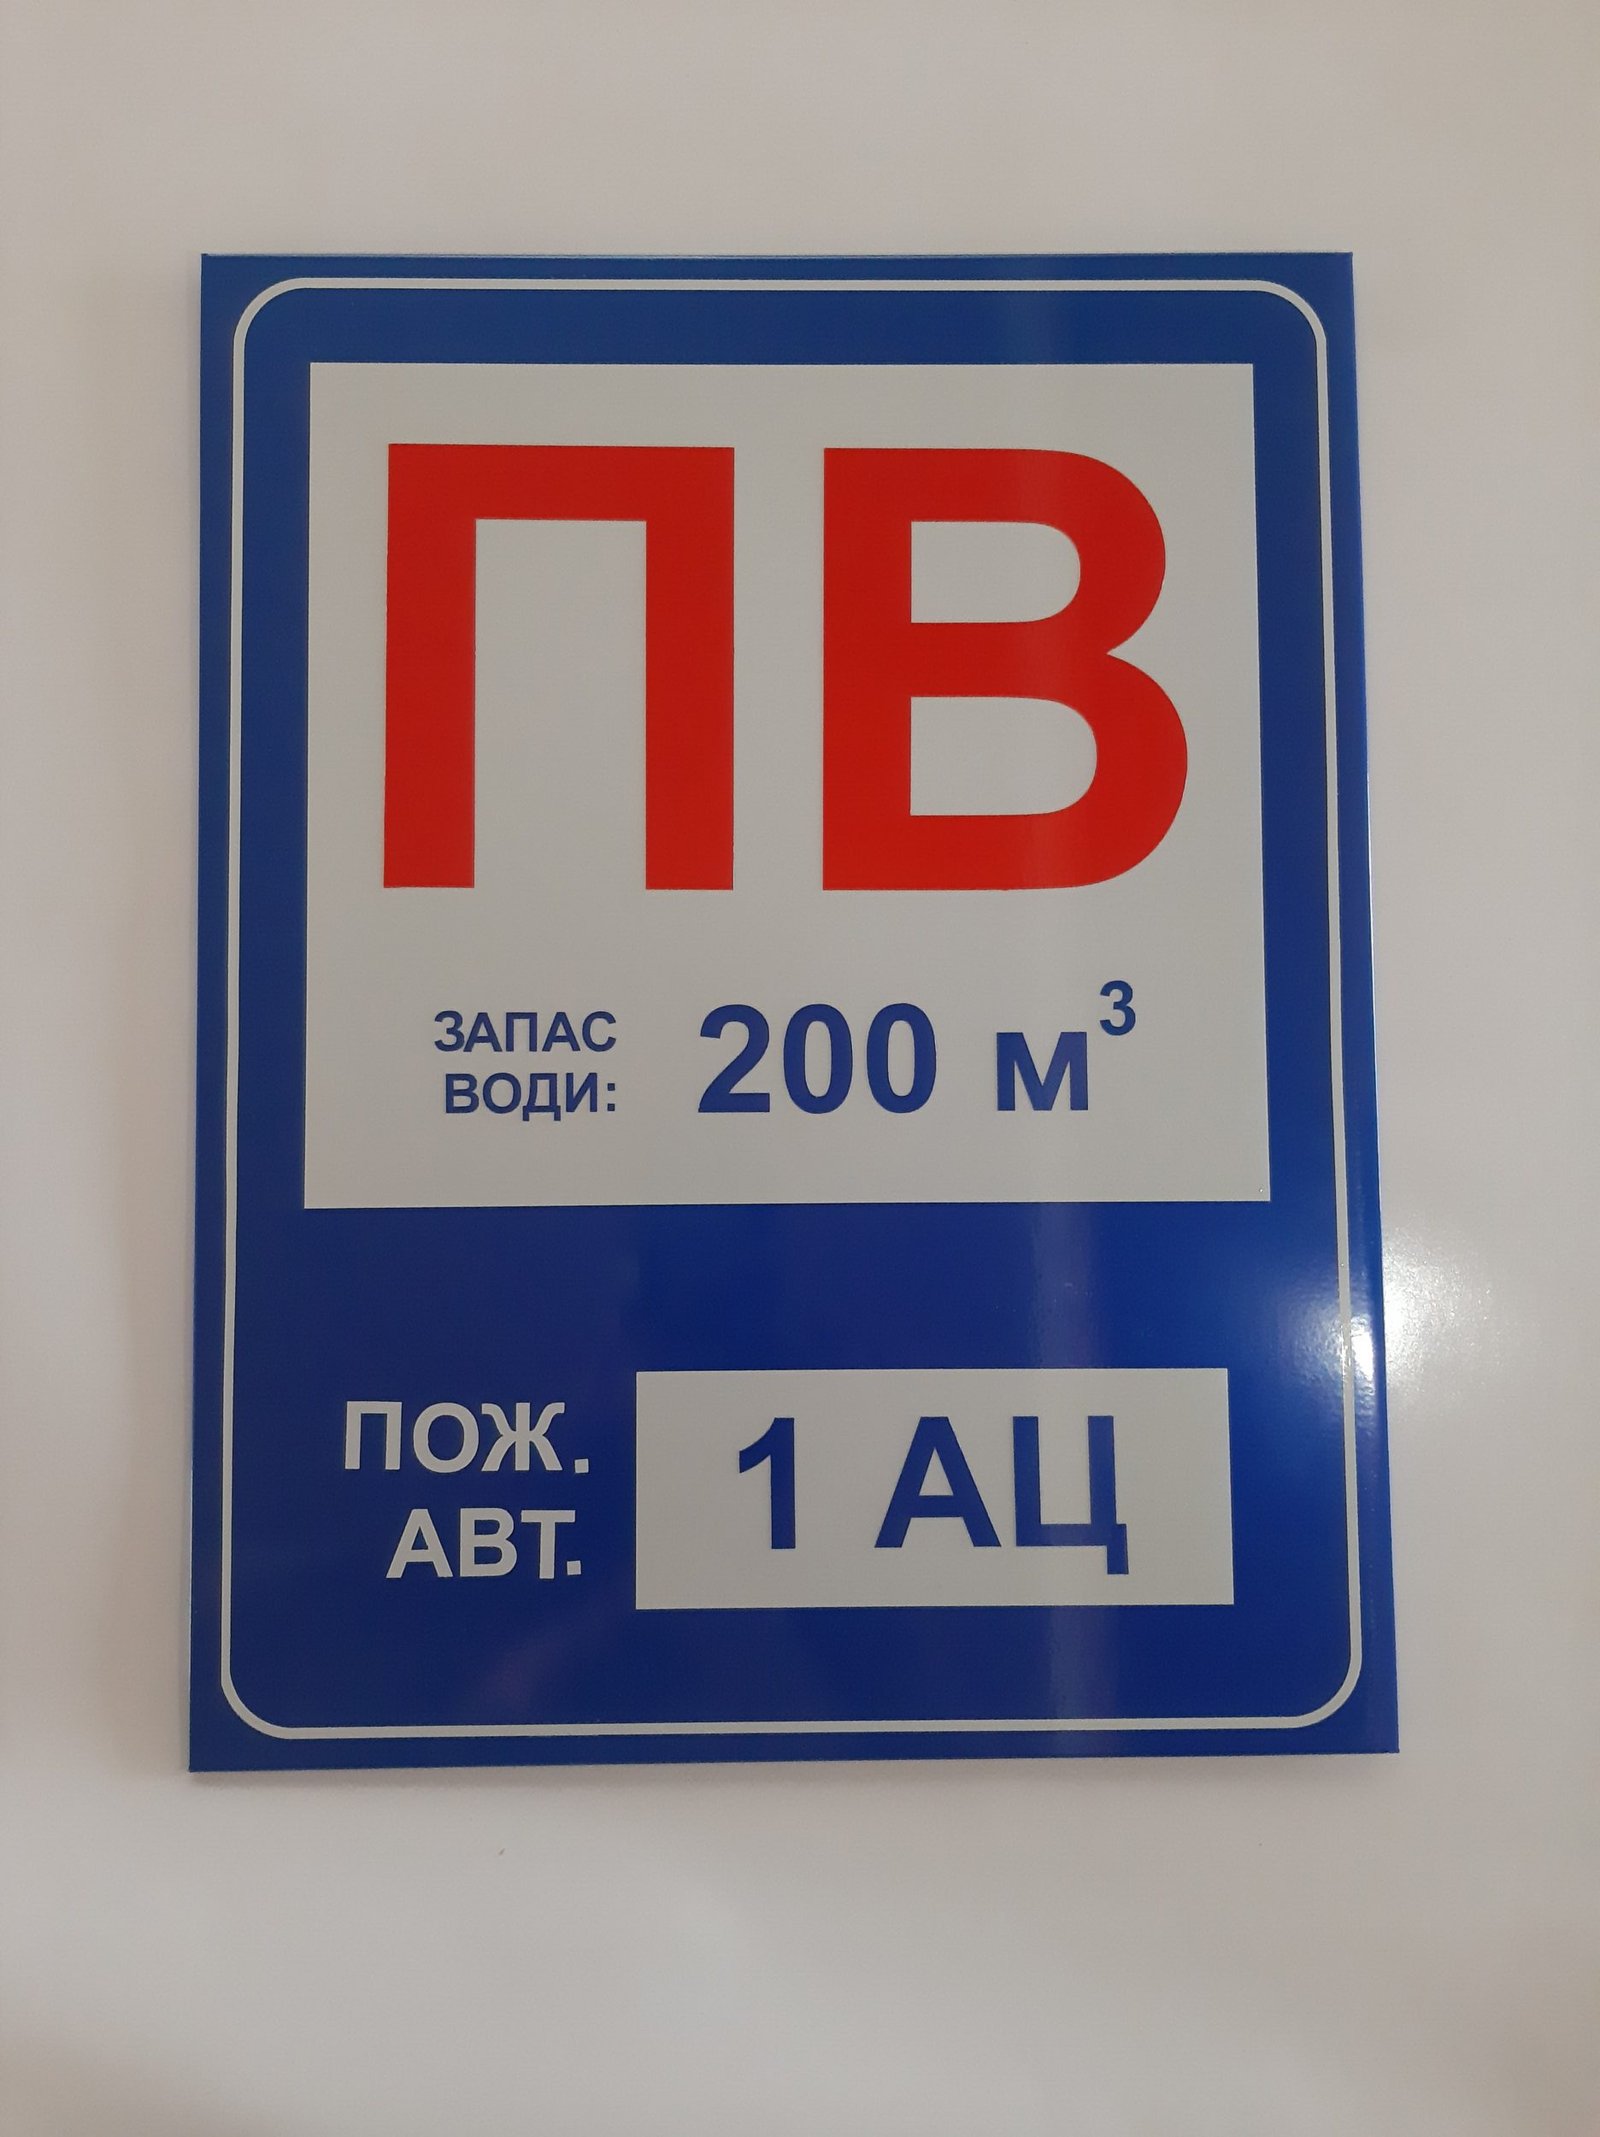 ПВ
ЗАПАС
ВОДИ: 200 м³
ПОЖ.
АВТ. 1 АЦ